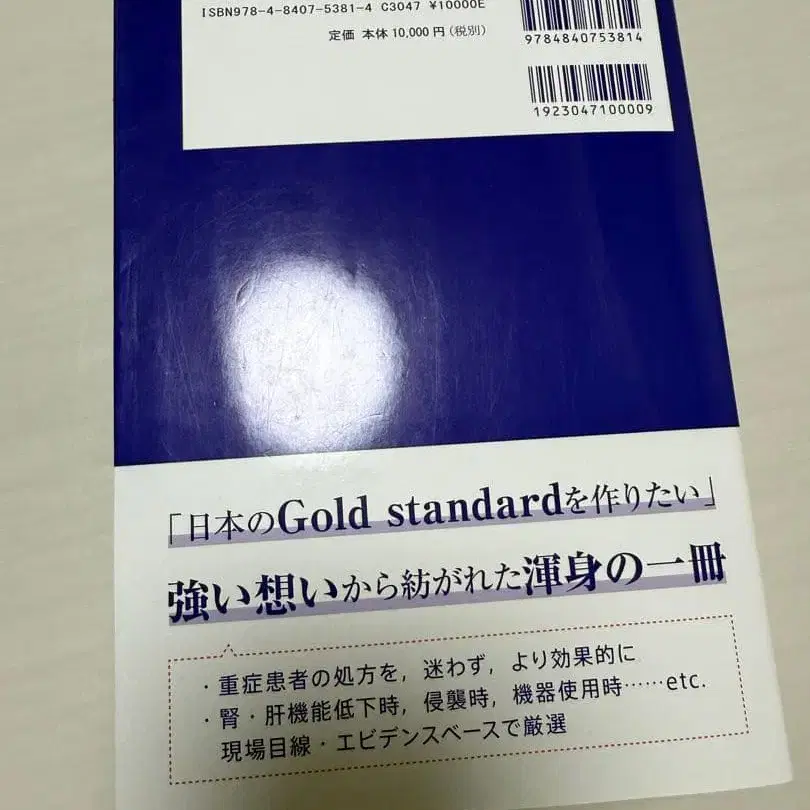 ISBN978-4-8407-5381-4 C3047 ¥10000E
定価 本体10,000円(税別)
9784840753814
1923047100009
「日本のGold standardを作りたい」
強い想いから紡がれた渾身の一冊
・重症患者の処方を，迷わず，より効果的に
・腎・肝機能低下時，侵襲時，機器使用時……etc.
現場目線・エビデンスベースで厳選